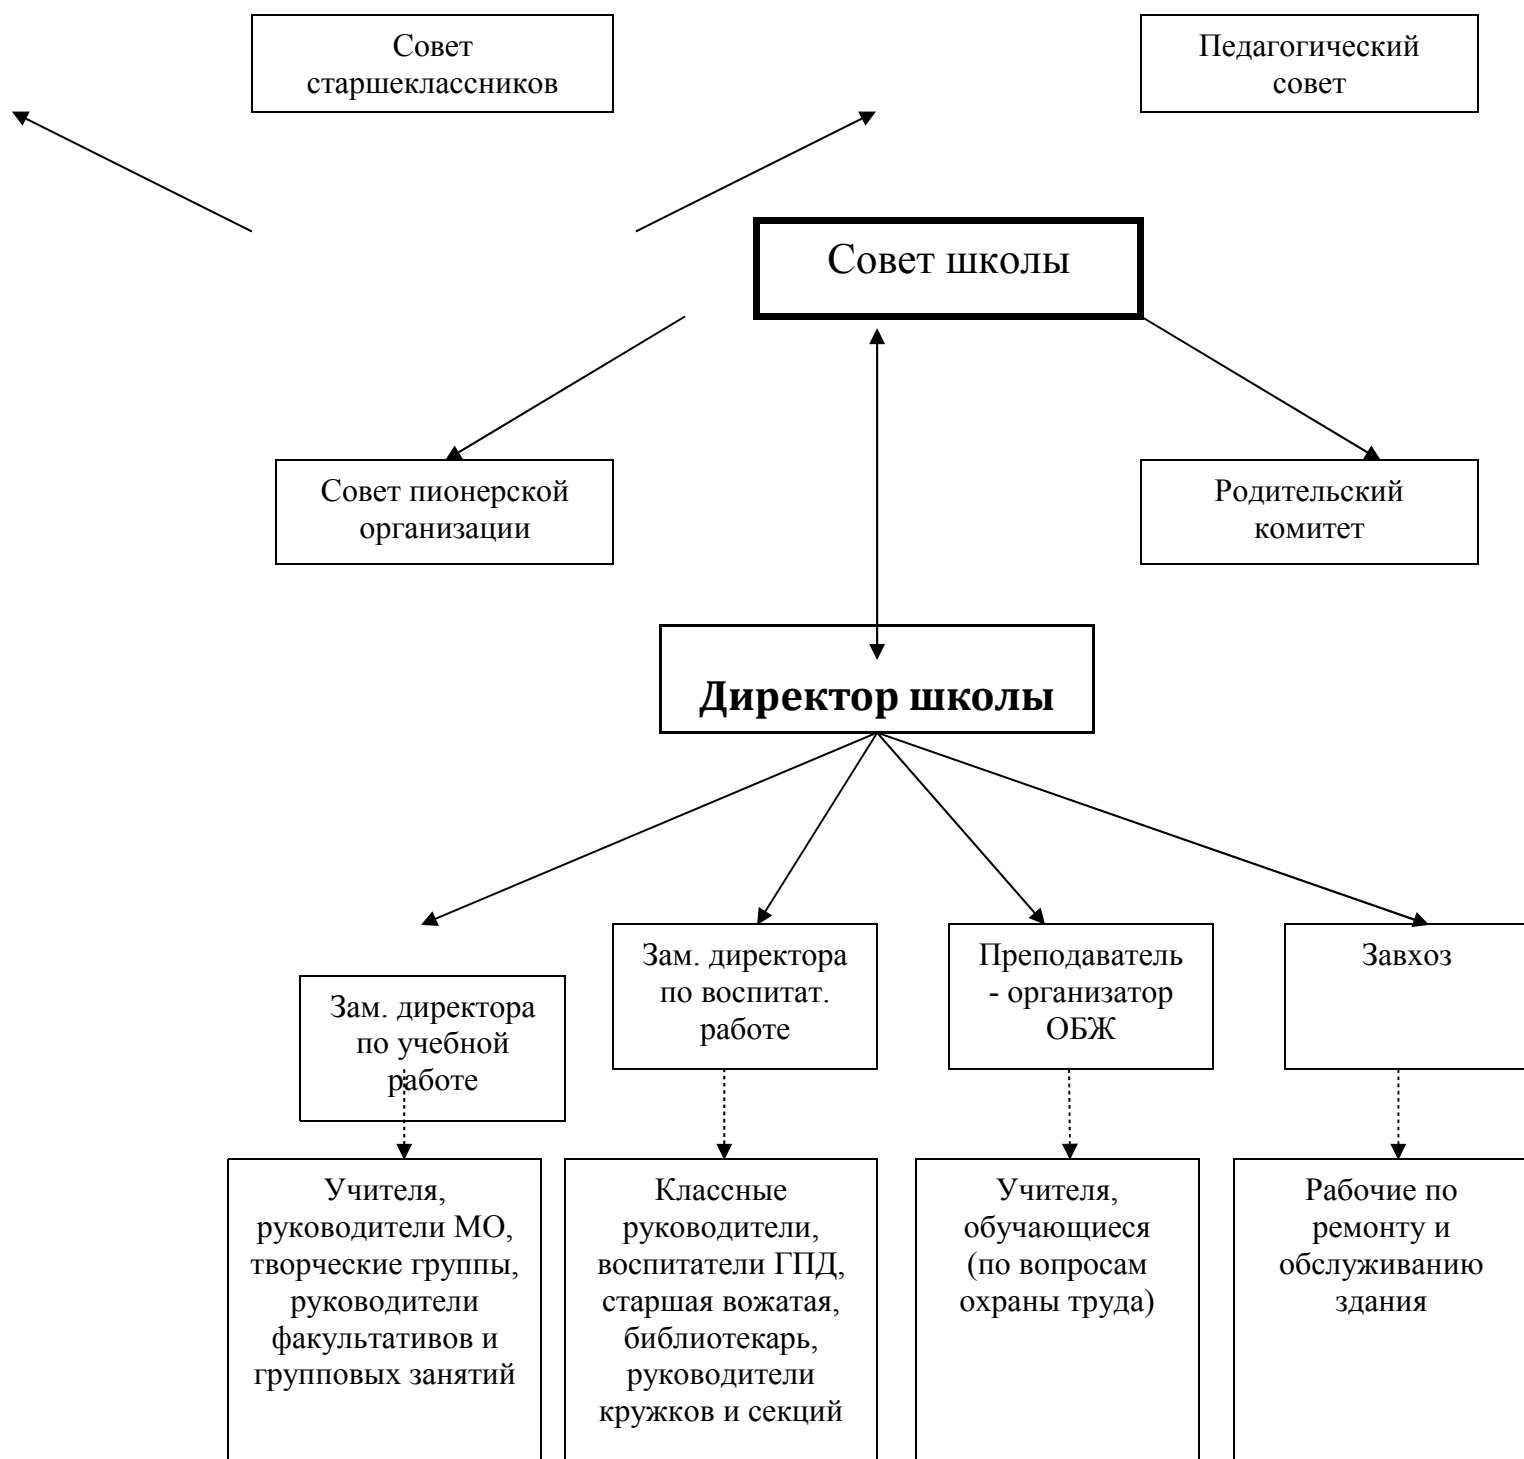 Совет
старшеклассников
Педагогический
совет
Совет школы
Совет пионерской
организации
Родительский
комитет
Директор школы
Зам. директора
по учебной
работе
Зам. директора
по воспитат.
работе
Преподаватель
- организатор
ОБЖ
Завхоз
Учителя,
руководители МО,
творческие группы,
руководители
факультативов и
групповых занятий
Классные
руководители,
воспитатели ГПД,
старшая вожатая,
библиотекарь,
руководители
кружков и секций
Учителя,
обучающиеся
(по вопросам
охраны труда)
Рабочие по
ремонту и
обслуживанию
здания